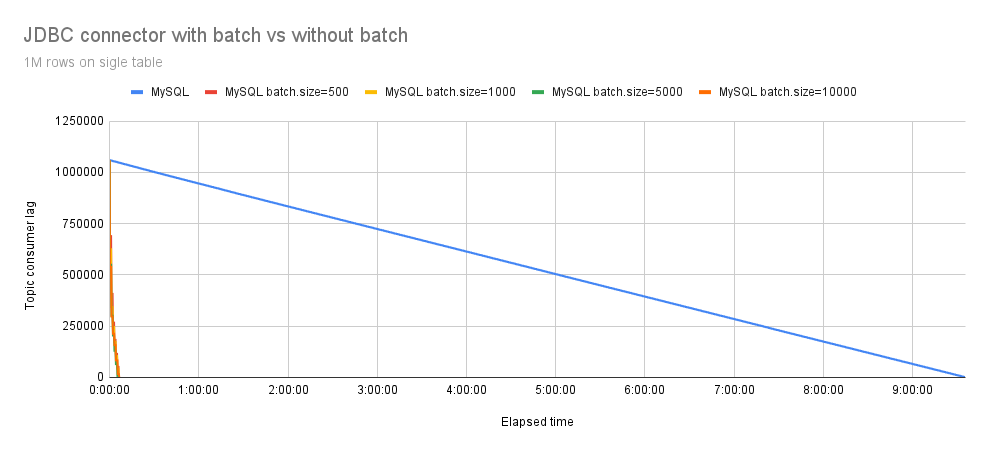 JDBC connector with batch vs without batch
1M rows on sigle table
MySQL MySQL batch.size=500 MySQL batch.size=1000 MySQL batch.size=5000 MySQL batch.size=10000
Topic consumer lag
1250000
1000000
750000
500000
250000
0
0:00:00 1:00:00 2:00:00 3:00:00 4:00:00 5:00:00 6:00:00 7:00:00 8:00:00 9:00:00
Elapsed time